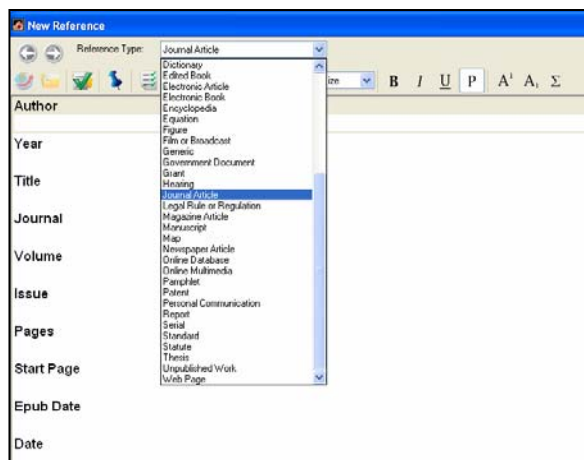 New Reference
Reference Type: Journal Article
ize B I U P A¹ A₁ Σ
Dictionary
Edited Book
Electronic Article
Electronic Book
Encyclopedia
Equation
Figure
Film or Broadcast
Generic
Government Document
Grant
Hearing
Journal Article
Legal Rule or Regulation
Magazine Article
Manuscript
Map
Newspaper Article
Online Database
Online Multimedia
Pamphlet
Patent
Personal Communication
Report
Serial
Standard
Statute
Thesis
Unpublished Work
Web Page
Author
Year
Title
Journal
Volume
Issue
Pages
Start Page
Epub Date
Date